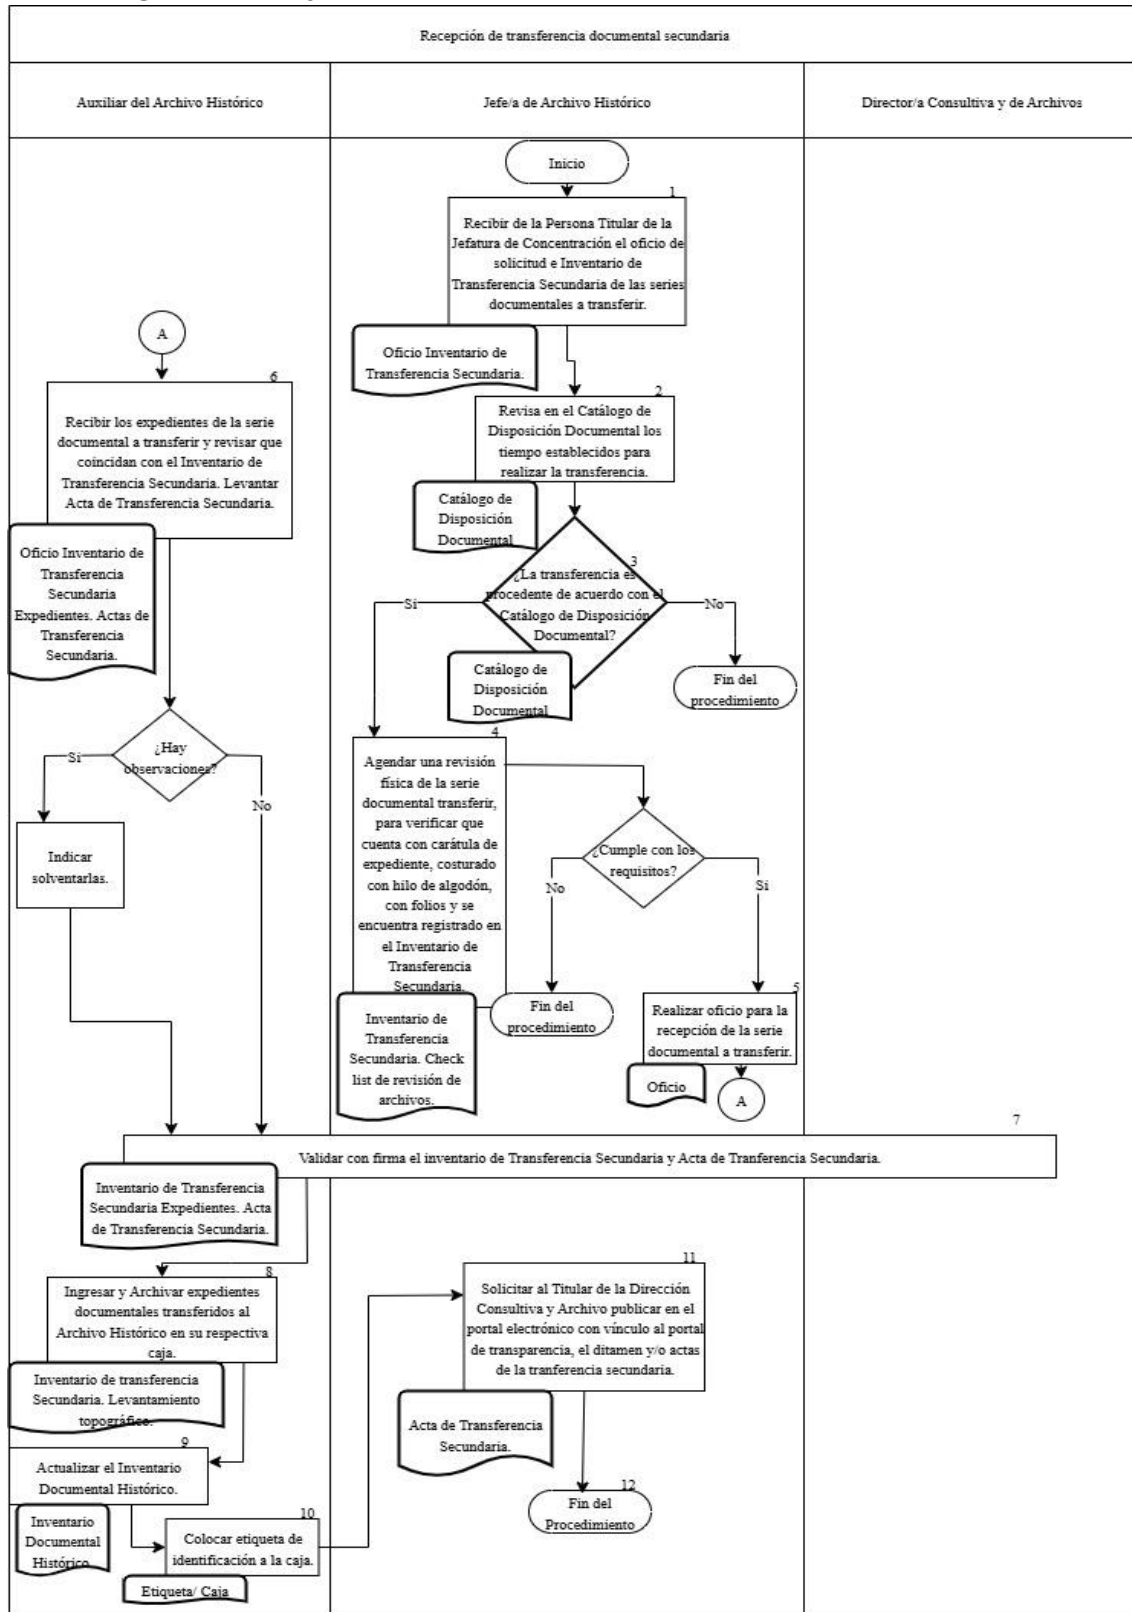 Recepción de transferencia documental secundaria
Auxiliar del Archivo Histórico
Jefe/a de Archivo Histórico
Director/a Consultiva y de Archivos
Inicio
1
Recibir de la Persona Titular de la
Jefatura de Concentración el oficio de
solicitud e Inventario de
Transferencia Secundaria de las series
documentales a transferir.
Oficio Inventario de
Transferencia Secundaria.
2
Revisa en el Catálogo de
Disposición Documental los
tiempo establecidos para
realizar la transferencia.
Catálogo de
Disposición
Documental
3
¿La transferencia es
procedente de acuerdo con el
Catálogo de Disposición
Documental?
Si
No
Catálogo de
Disposición
Documental
Fin del
procedimiento
4
Agendar una revisión
física de la serie
documental transferir,
para verificar que
cuenta con carátula de
expediente, costurado
con hilo de algodón,
con folios y se
encuentra registrado en
el Inventario de
Transferencia
Secundaria.
Inventario de
Transferencia
Secundaria. Check
list de revisión de
archivos.
¿Cumple con los
requisitos?
No
Si
Fin del
procedimiento
5
Realizar oficio para la
recepción de la serie
documental a transferir.
Oficio
A
A
6
Recibir los expedientes de la serie
documental a transferir y revisar que
coincidan con el Inventario de
Transferencia Secundaria. Levantar
Acta de Transferencia Secundaria.
Oficio Inventario de
Transferencia
Secundaria
Expedientes. Actas de
Transferencia
Secundaria.
¿Hay
observaciones?
Si
No
Indicar
solventarlas.
7
Validar con firma el inventario de Transferencia Secundaria y Acta de Tranferencia Secundaria.
Inventario de Transferencia
Secundaria Expedientes. Acta
de Transferencia Secundaria.
8
Ingresar y Archivar expedientes
documentales transferidos al
Archivo Histórico en su respectiva
caja.
Inventario de transferencia
Secundaria. Levantamiento
topográfico.
9
Actualizar el Inventario
Documental Histórico.
Inventario
Documental
Histórico
10
Colocar etiqueta de
identificación a la caja.
Etiqueta/ Caja
11
Solicitar al Titular de la Dirección
Consultiva y Archivo publicar en el
portal electrónico con vínculo al portal
de transparencia, el ditamen y/o actas
de la tranferencia secundaria.
Acta de Transferencia
Secundaria.
12
Fin del
Procedimiento